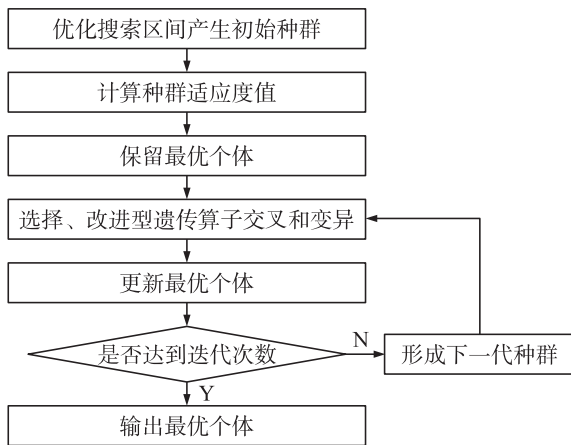 优化搜索区间产生初始种群
计算种群适应度值
保留最优个体
选择、改进型遗传算子交叉和变异
更新最优个体
是否达到迭代次数
N
形成下一代种群
Y
输出最优个体